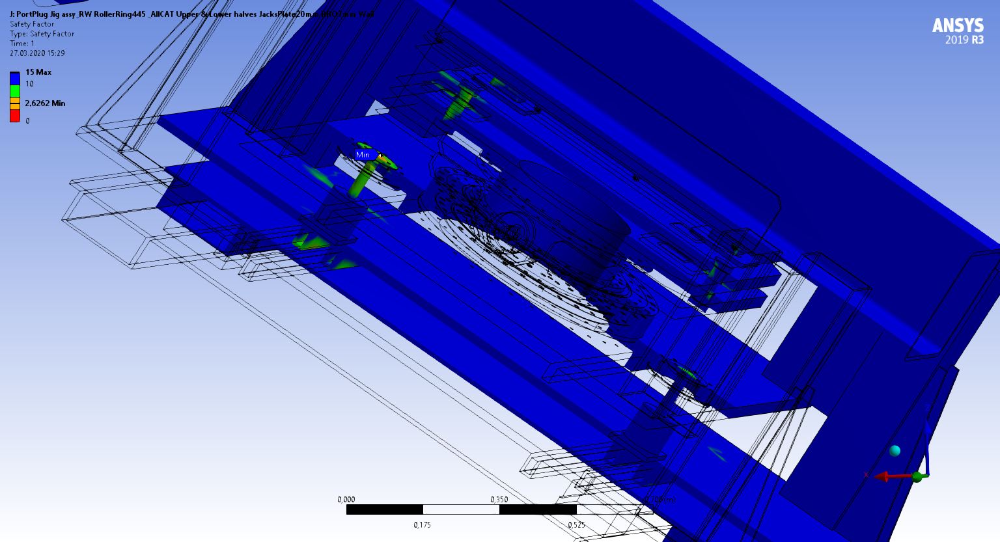 J: PortPlug Jig assy_RW RollerRing445 _AllCAT Upper & Lower halves JacksPlate20mm
Safety Factor
Type: Safety Factor
Time: 1
27.03.2020 15:29
ANSYS
2019 R3
15 Max
10
2.6262 Min
0
Min
X
0,000
0,350
0,175
0,525